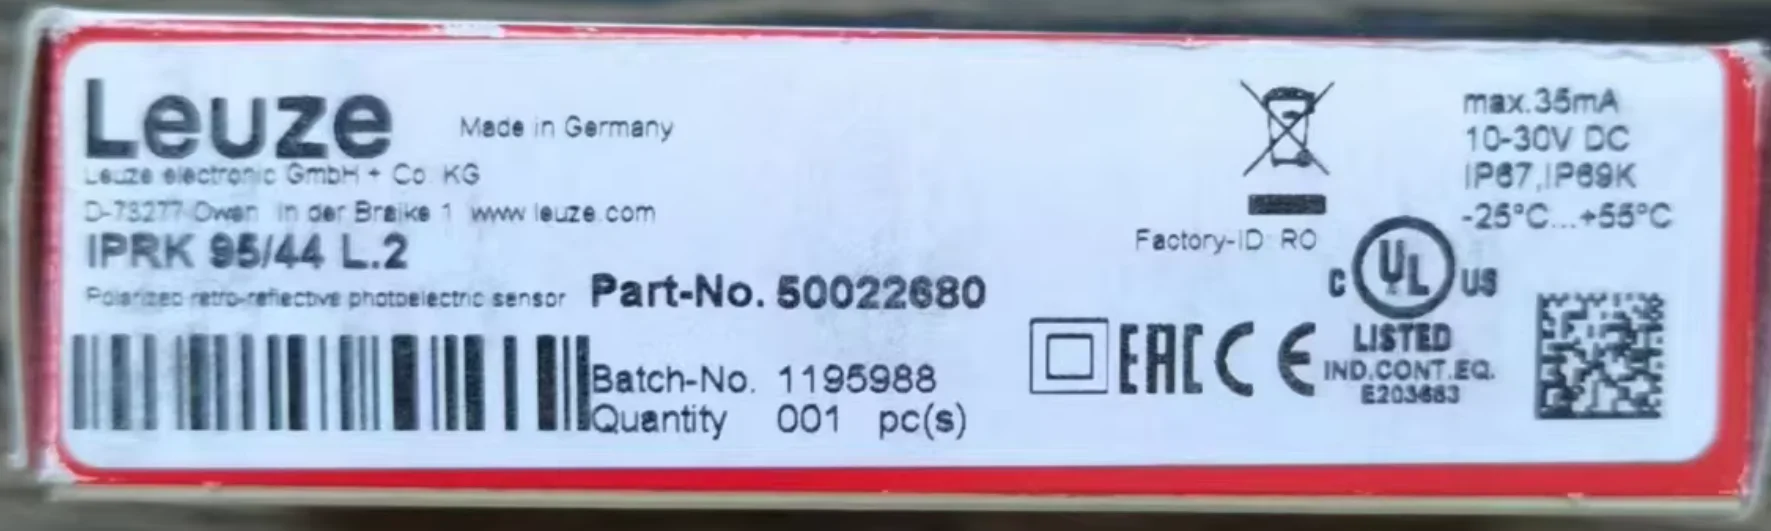 Leuze
Made in Germany
Leuze electronic GmbH + Co. KG
D-73277 Owen in der Braike 1 www.leuze.com
IPRK 95/44 L.2
Polarized retro-reflective photoelectric sensor
Part-No. 50022680
Batch-No. 1195988
Quantity 001 pc(s)
max.35mA
10-30V DC
IP67,IP69K
-25°C...+55°C
Factory-ID: RO
C UL US
LISTED
IND.CONT.EQ.
E203683
EAC CE